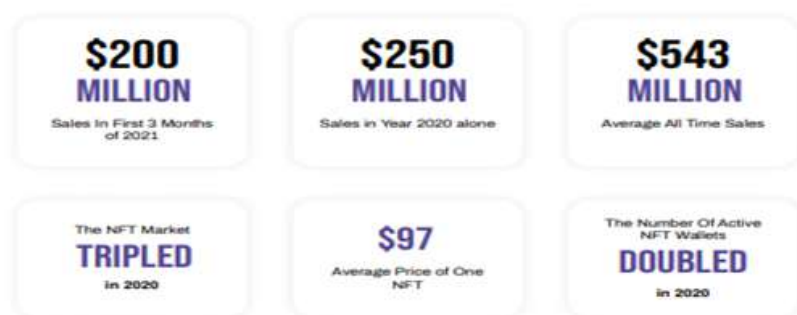 $200
MILLION
Sales In First 3 Months
of 2021
$250
MILLION
Sales in Year 2020 alone
$543
MILLION
Average All Time Sales
The NFT Market
TRIPLED
in 2020
$97
Average Price of One
NFT
The Number Of Active
NFT Wallets
DOUBLED
in 2020